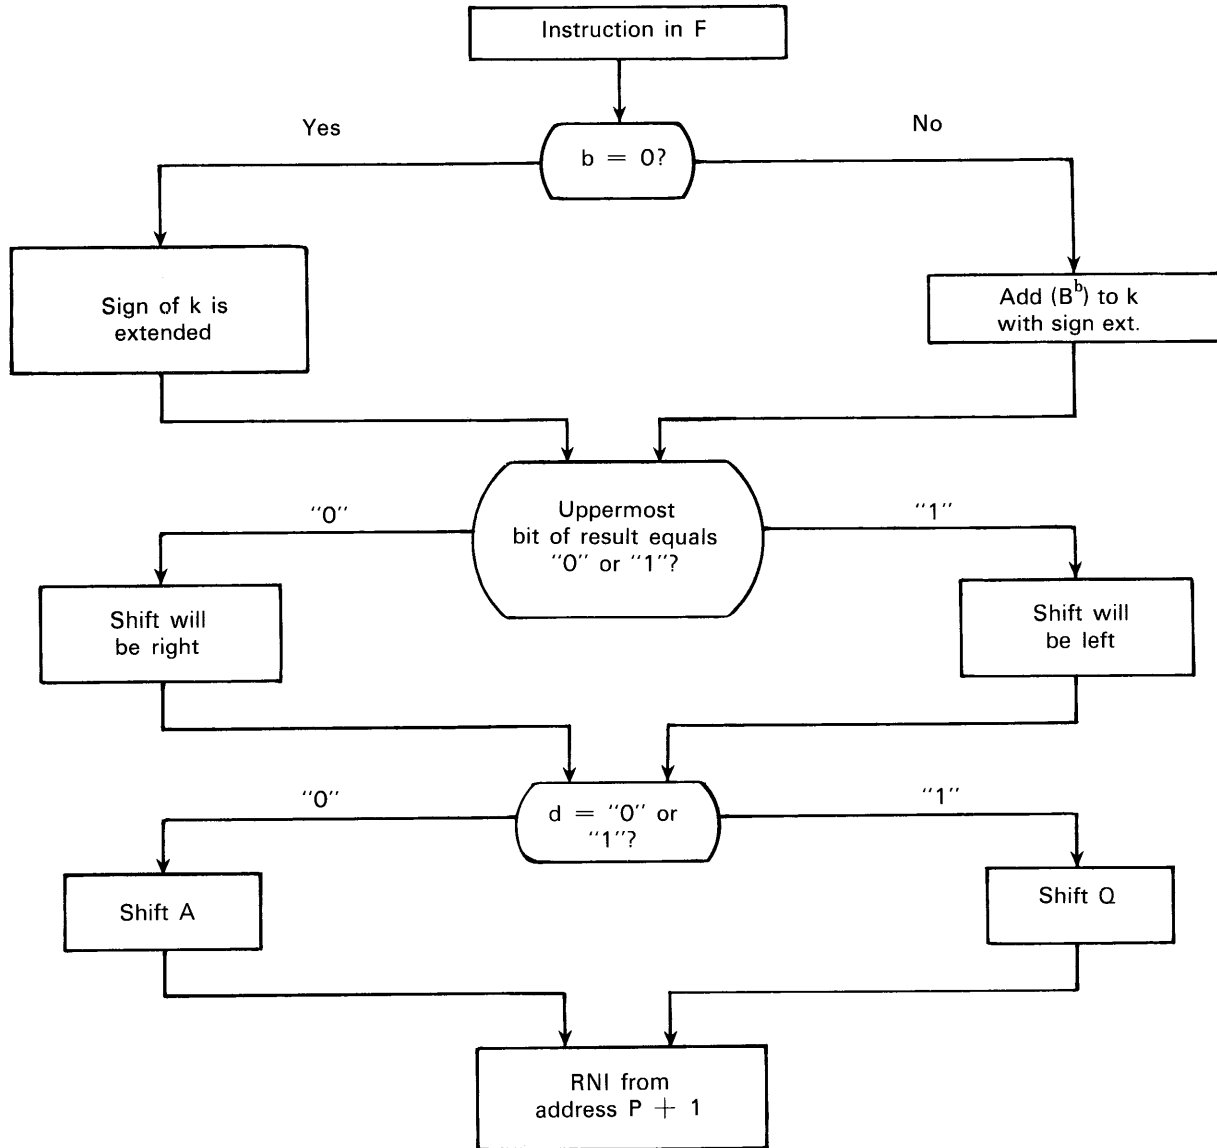 Instruction in F
Yes
No
b = 0?
Sign of k is
extended
Add (Bᵇ) to k
with sign ext.
Uppermost
bit of result equals
“0” or “1”?
“0”
“1”
Shift will
be right
Shift will
be left
“0”
“1”
d = “0” or
“1”?
Shift A
Shift Q
RNI from
address P + 1